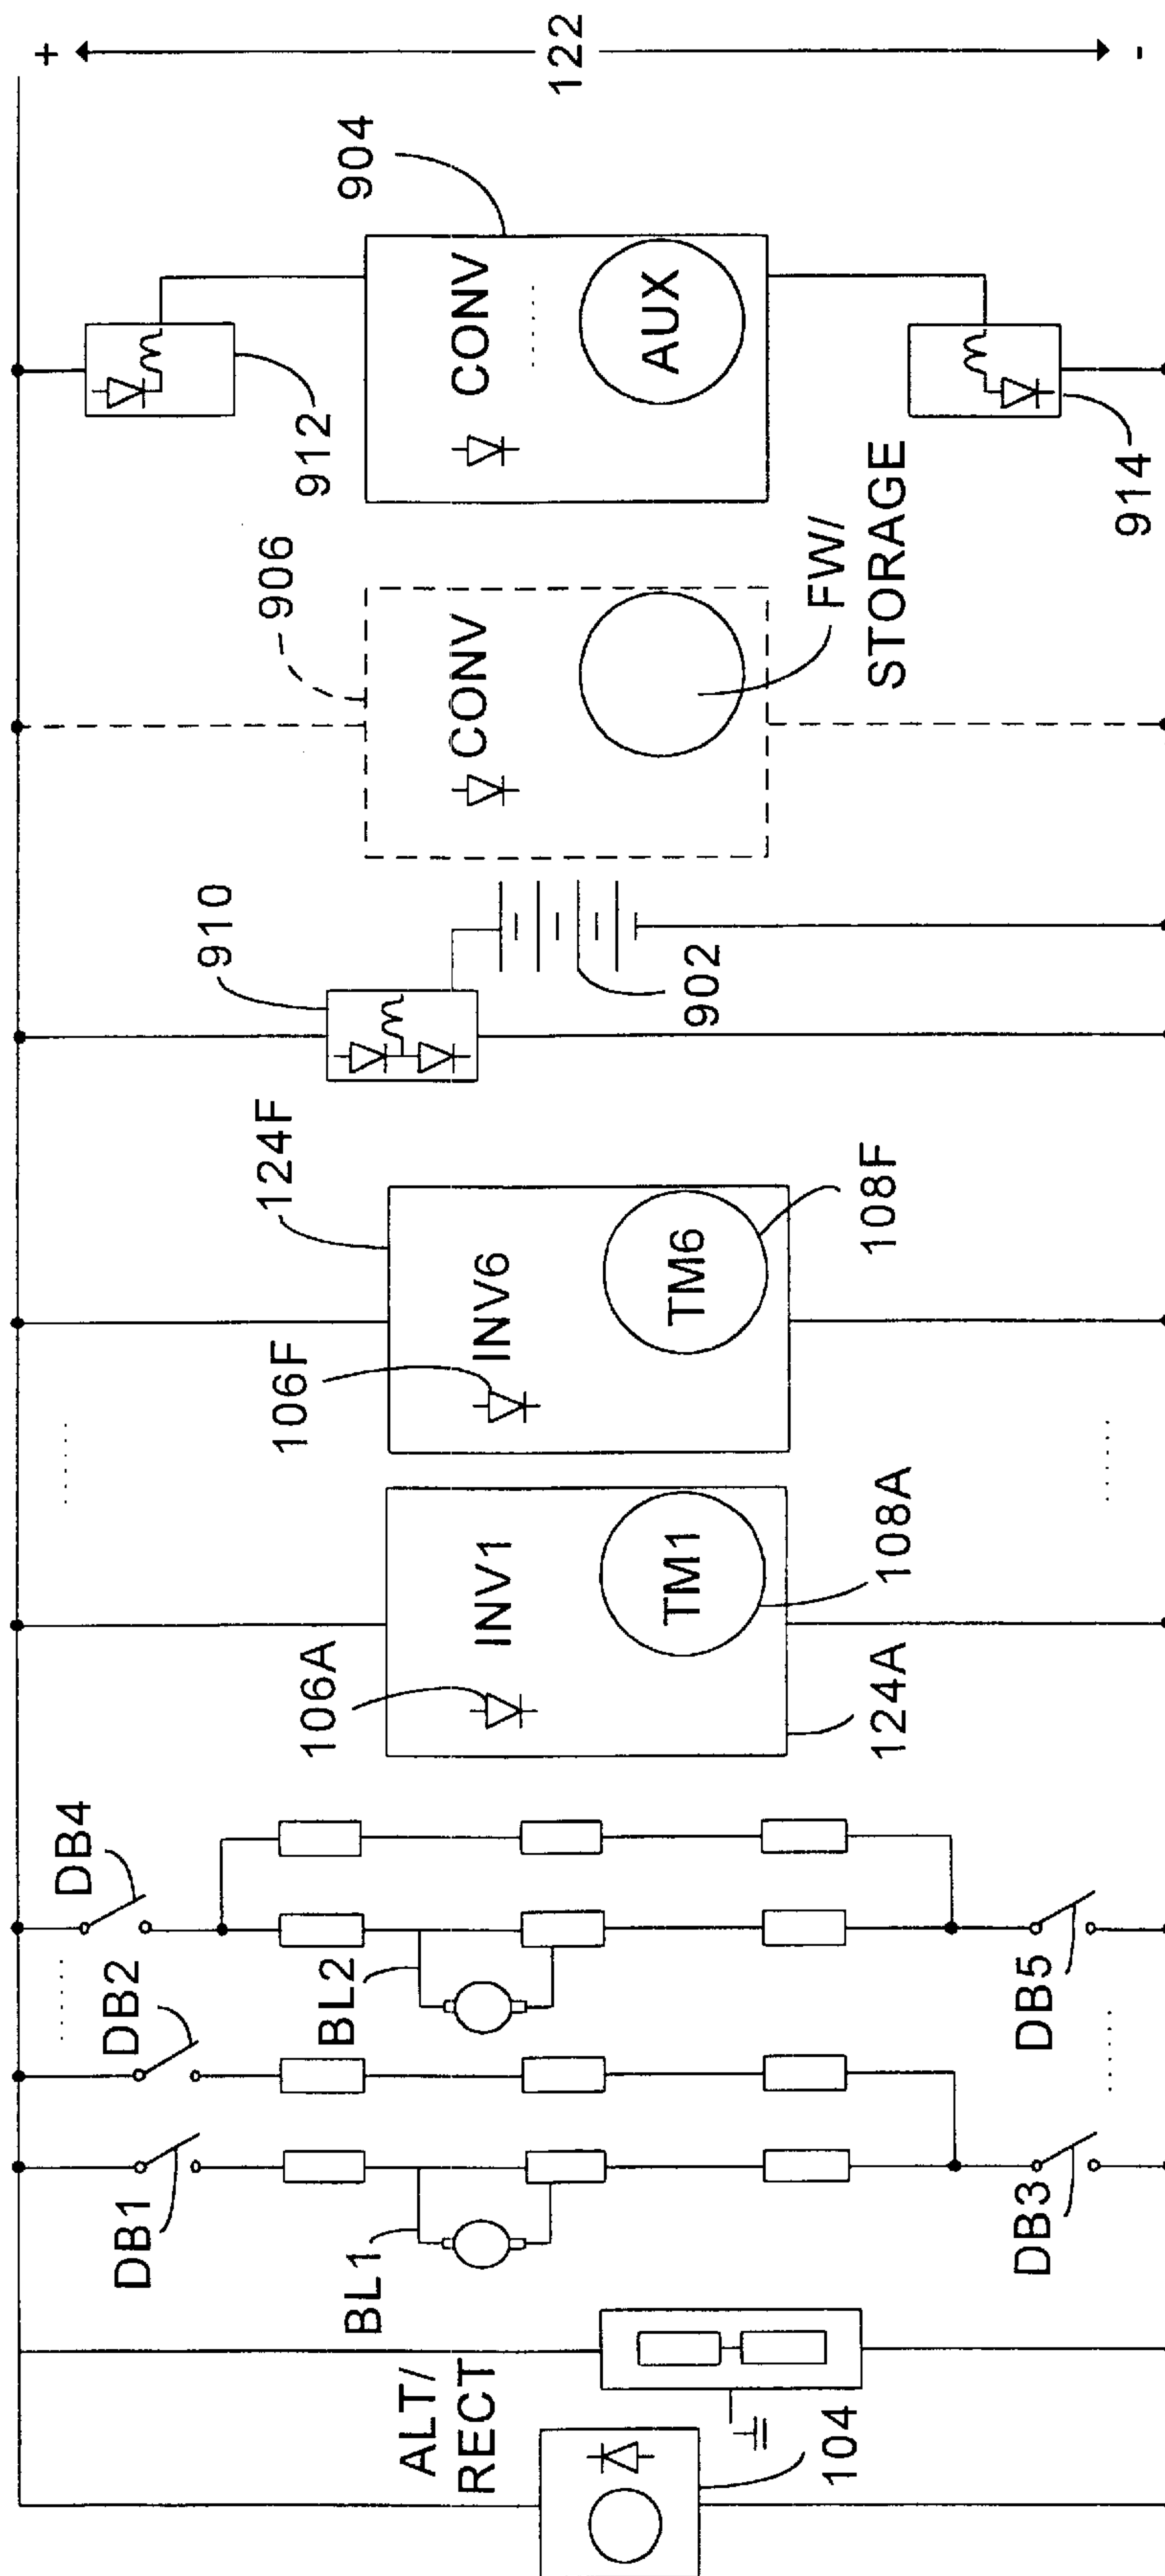 +
DB4
DB1
DB2
910
124F
906
106A
106F
912
BL1
BL2
904
ALT/
RECT
INV1
INV6
CONV
CONV
122
TM1
TM6
AUX
902
FW/
STORAGE
104
124A
108A
108F
DB3
DB5
914
-